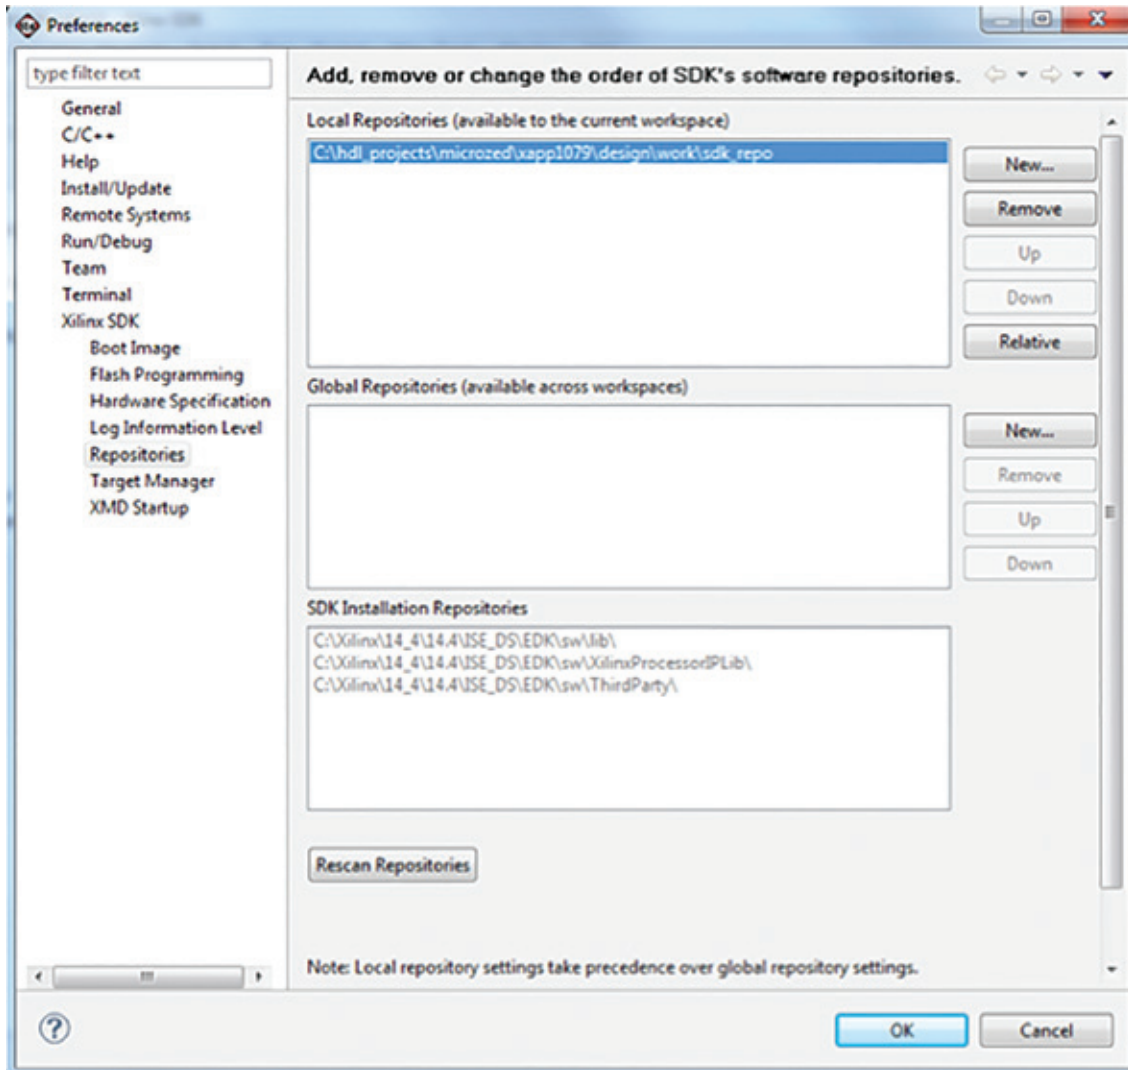 Preferences
type filter text
General
C/C++
Help
Install/Update
Remote Systems
Run/Debug
Team
Terminal
Xilinx SDK
Boot Image
Flash Programming
Hardware Specification
Log Information Level
Repositories
Target Manager
XMD Startup
Add, remove or change the order of SDK's software repositories.
Local Repositories (available to the current workspace)
C:\hdl_projects\microzed\xapp1079\design\work\sdk_repo
New...
Remove
Up
Down
Relative
Global Repositories (available across workspaces)
New...
Remove
Up
Down
SDK Installation Repositories
C:\Xilinx\14_4\14.4\ISE_DS\EDK\sw\lib\
C:\Xilinx\14_4\14.4\ISE_DS\EDK\sw\XilinxProcessorIPLib\
C:\Xilinx\14_4\14.4\ISE_DS\EDK\sw\ThirdParty\
Rescan Repositories
Note: Local repository settings take precedence over global repository settings.
OK
Cancel